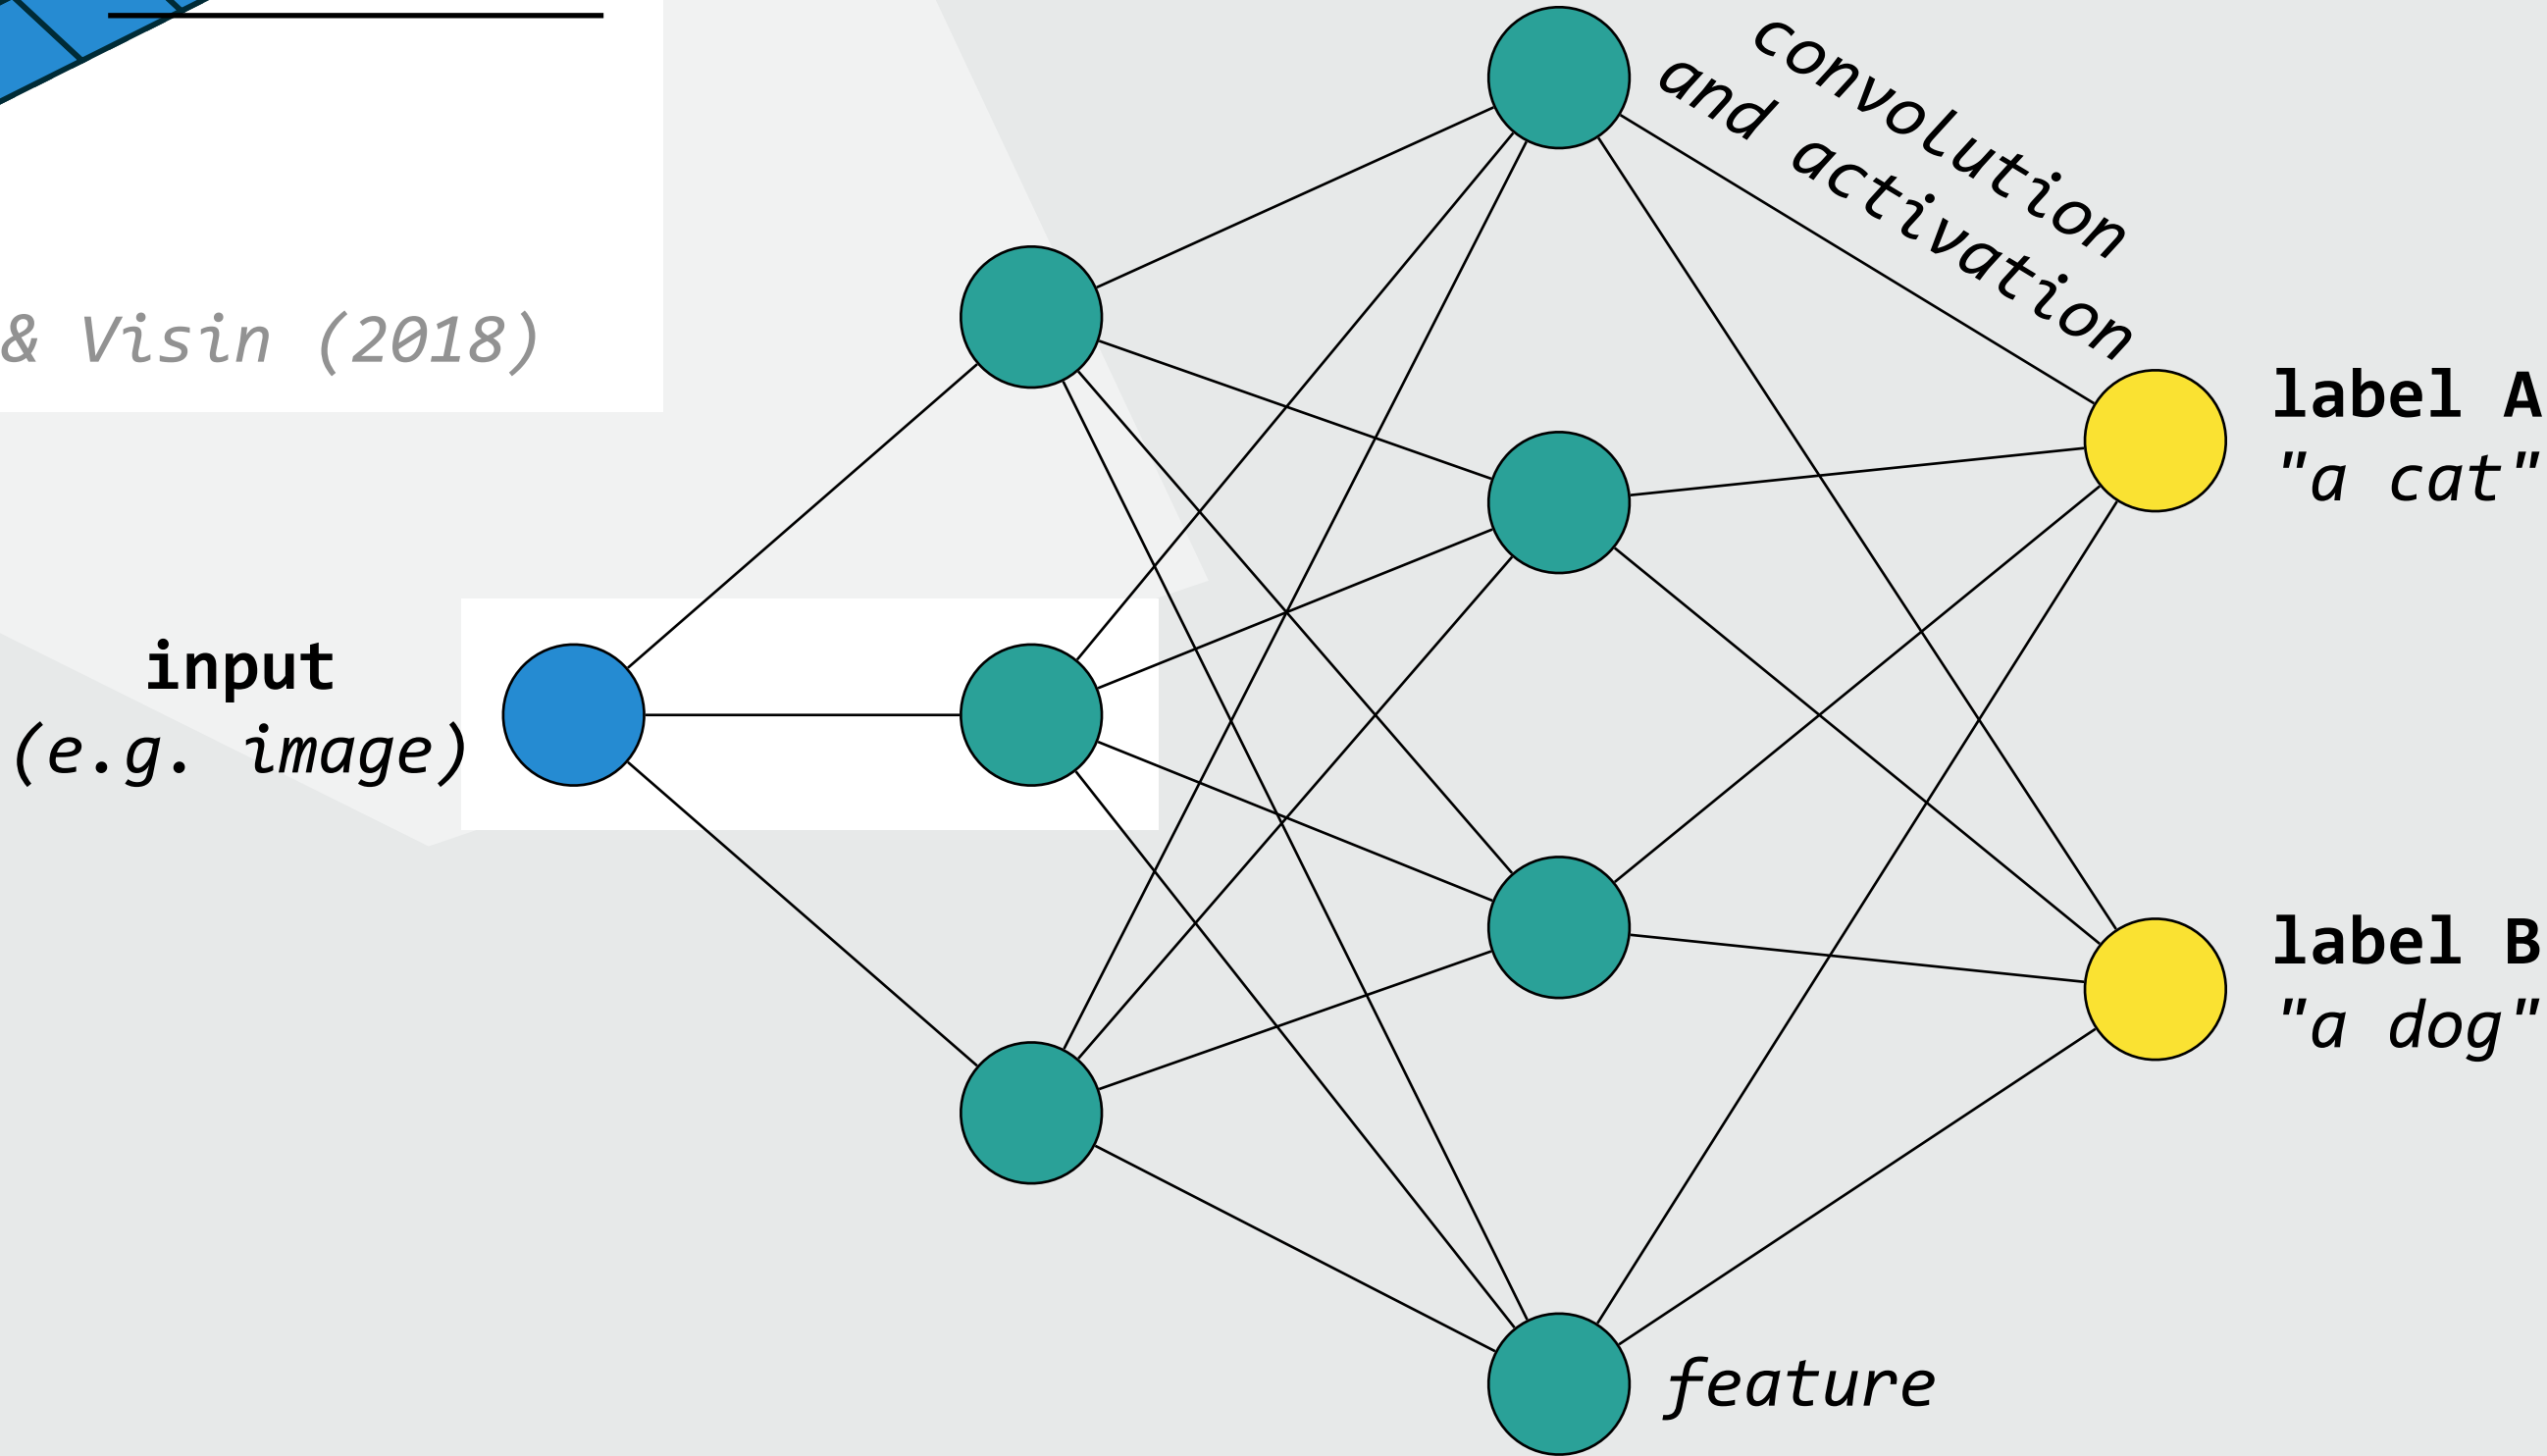 convolution
and activation
& Visin (2018)
label A
"a cat"
input
(e.g. image)
label B
"a dog"
feature